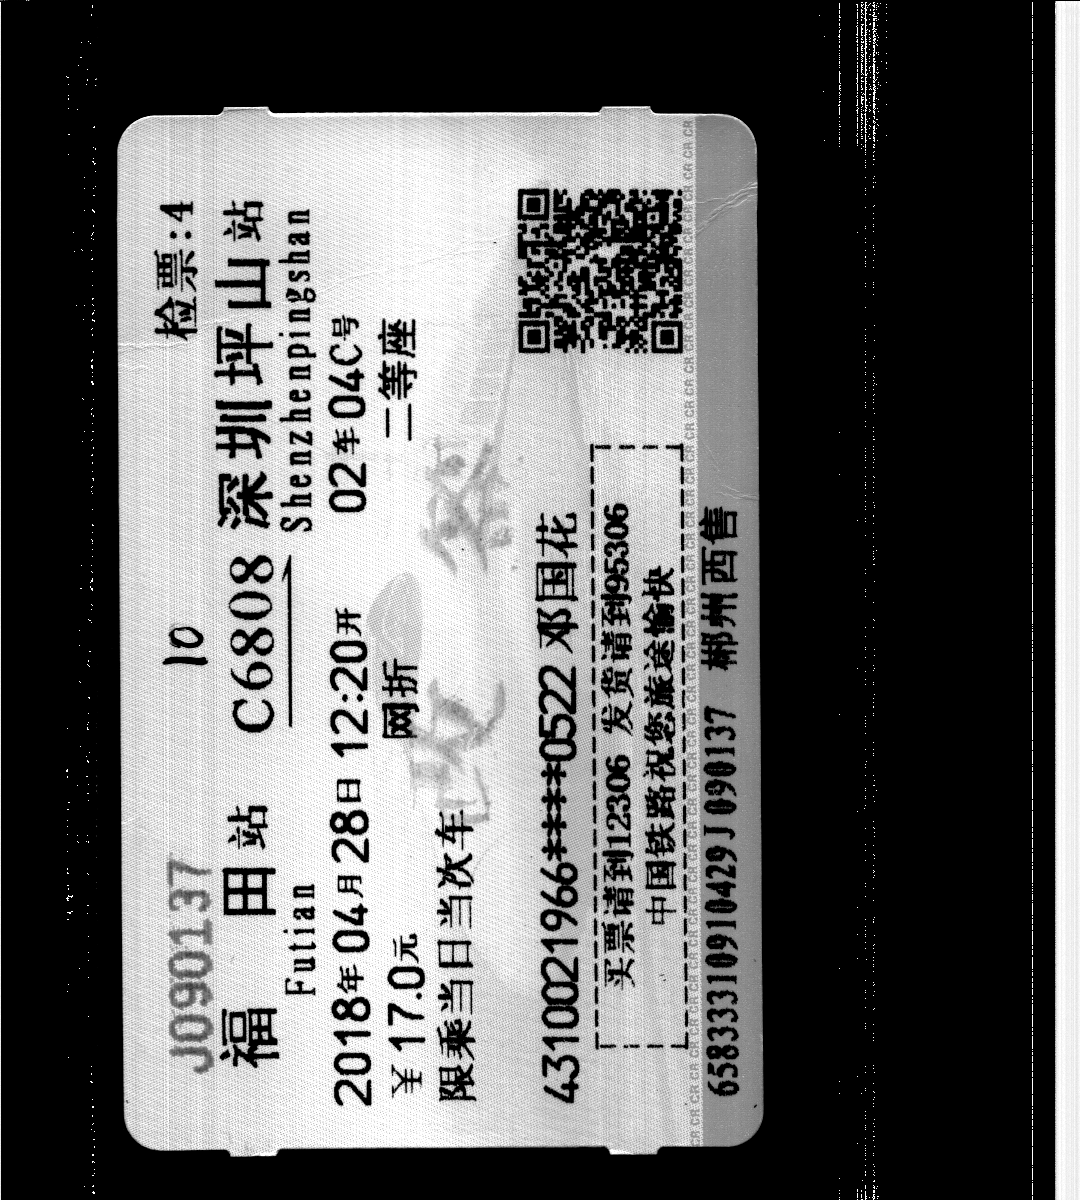 J090137 检票:4
10
福田站 C6808 深圳坪山站
Futian Shenzhenpingshan
2018年04月28日12:20开 02车04C号
¥17.0元 网折 二等座
限乘当日当次车
4310021966****0522 邓国花
买票请到12306 发货请到95306
中国铁路祝您旅途愉快
65833310910429J090137 郴州西售